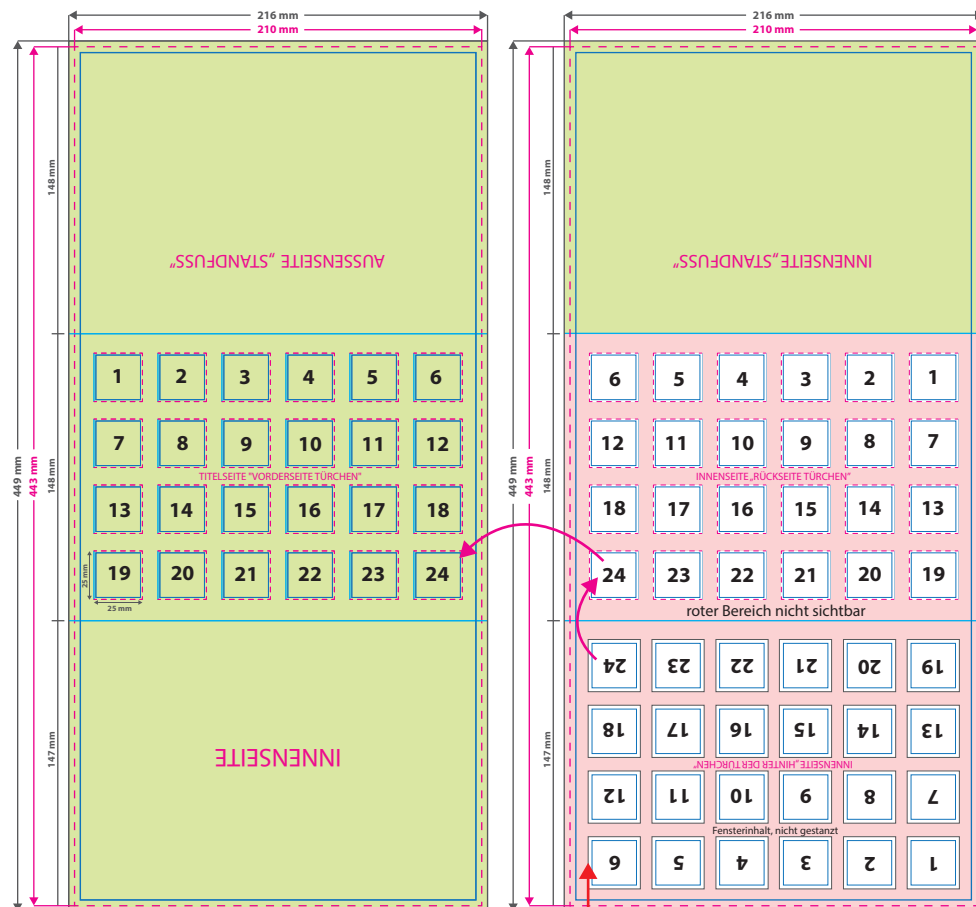 216 mm
210 mm
449 mm
443 mm
148 mm
AUSSENSEITE „STANDFUSS“
148 mm
1 2 3 4 5 6
7 8 9 10 11 12
TITELSEITE "VORDERSEITE TÜRCHEN"
13 14 15 16 17 18
19 20 21 22 23 24
25 mm
25 mm
147 mm
INNENSEITE
216 mm
210 mm
449 mm
443 mm
148 mm
INNENSEITE „STANDFUSS“
148 mm
6 5 4 3 2 1
12 11 10 9 8 7
INNENSEITE „RÜCKSEITE TÜRCHEN"
18 17 16 15 14 13
24 23 22 21 20 19
roter Bereich nicht sichtbar
147 mm
24 23 22 21 20 19
18 17 16 15 14 13
INNENSEITE „HINTER DER TÜRCHEN"
12 11 10 9 8 7
Fensterinhalt, nicht gestanzt
6 5 4 3 2 1